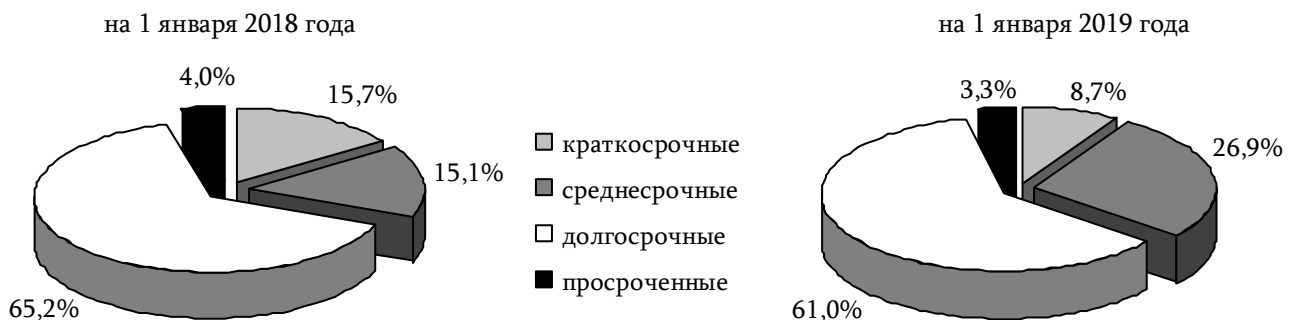 на 1 января 2018 года
4,0%
15,7%
15,1%
65,2%
краткосрочные
среднесрочные
долгосрочные
просроченные
на 1 января 2019 года
3,3%
8,7%
26,9%
61,0%